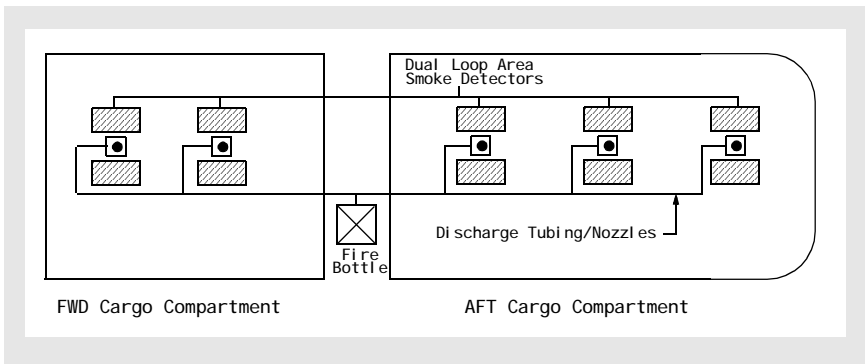 Dual Loop Area
Smoke Detectors
Discharge Tubing/Nozzles
Fire
Bottle
FWD Cargo Compartment
AFT Cargo Compartment